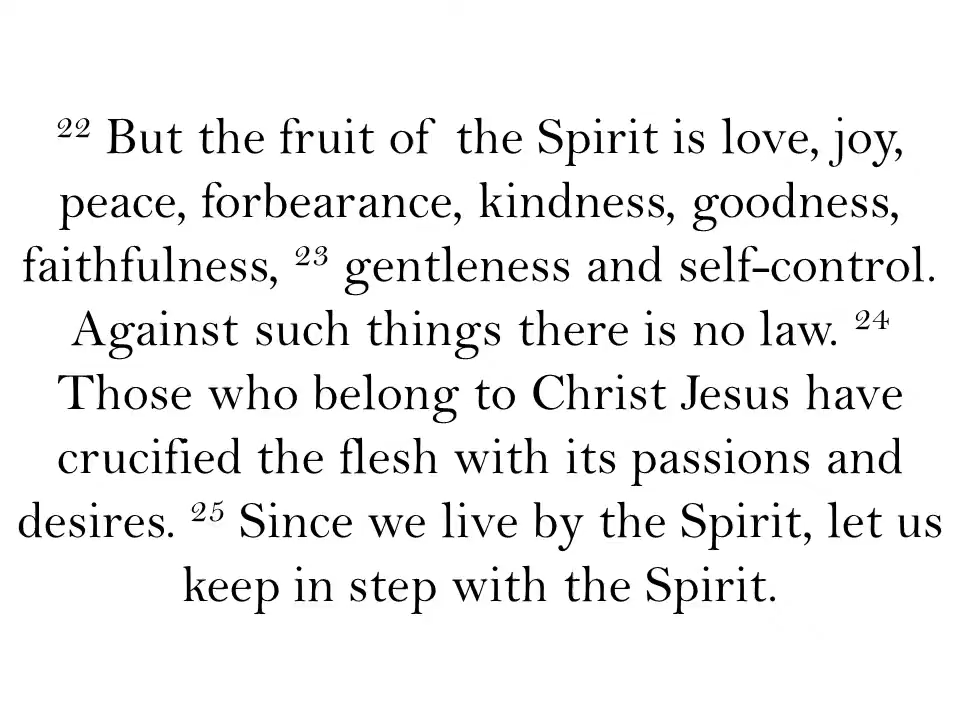 22 But the fruit of the Spirit is love, joy,
peace, forbearance, kindness, goodness,
faithfulness, 23 gentleness and self-control.
Against such things there is no law. 24
Those who belong to Christ Jesus have
crucified the flesh with its passions and
desires. 25 Since we live by the Spirit, let us
keep in step with the Spirit.